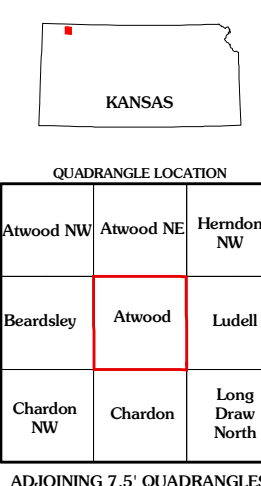 KANSAS
QUADRANGLE LOCATION
Atwood NW Atwood NE Herndon NW
Beardsley Atwood Ludell
Chardon NW Chardon Long Draw North
ADJOINING 7.5' QUADRANGLES